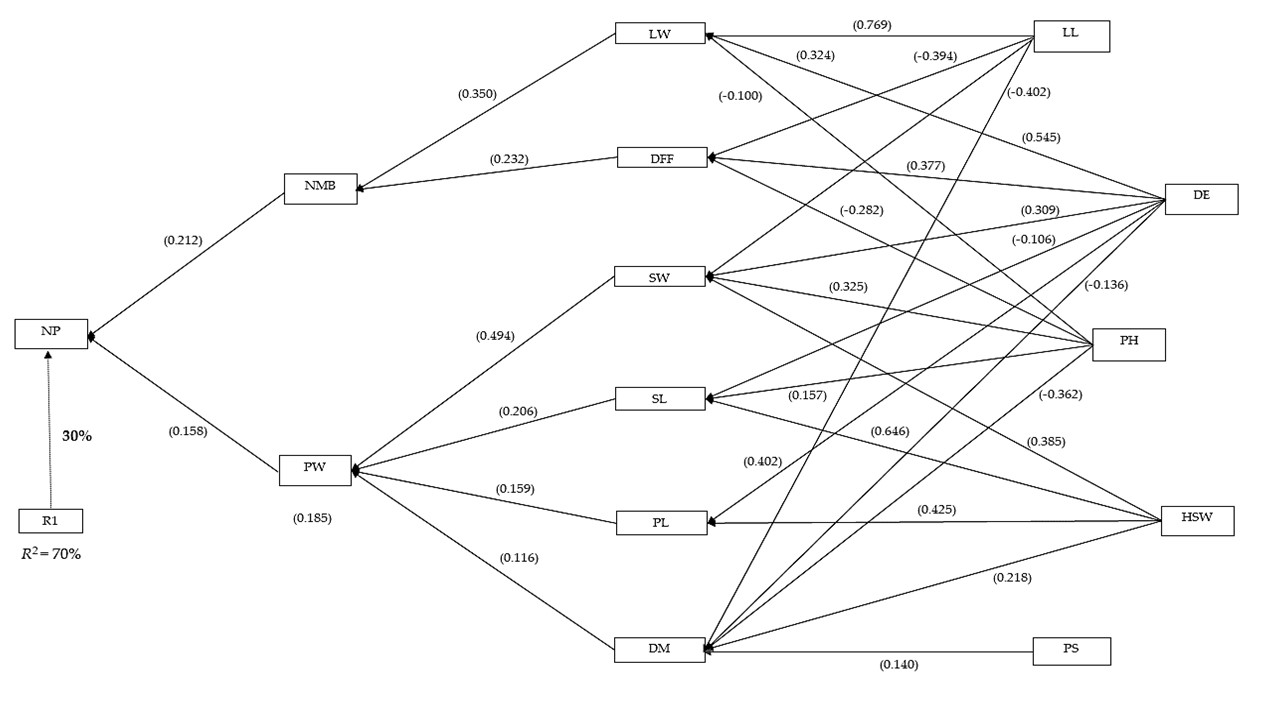 LW
(0.769)
LL
(0.324)
(-0.394)
(0.350)
(-0.100)
(-0.402)
(0.545)
DFF
(0.232)
(0.377)
NMB
DE
(-0.282)
(0.309)
(0.212)
(-0.106)
SW
(0.325)
(-0.136)
NP
(0.494)
PH
SL
(0.157)
(-0.362)
(0.206)
30%
(0.158)
(0.646)
(0.385)
(0.402)
PW
(0.159)
(0.185)
R1
PL
(0.425)
HSW
R²= 70%
(0.116)
(0.218)
DM
PS
(0.140)